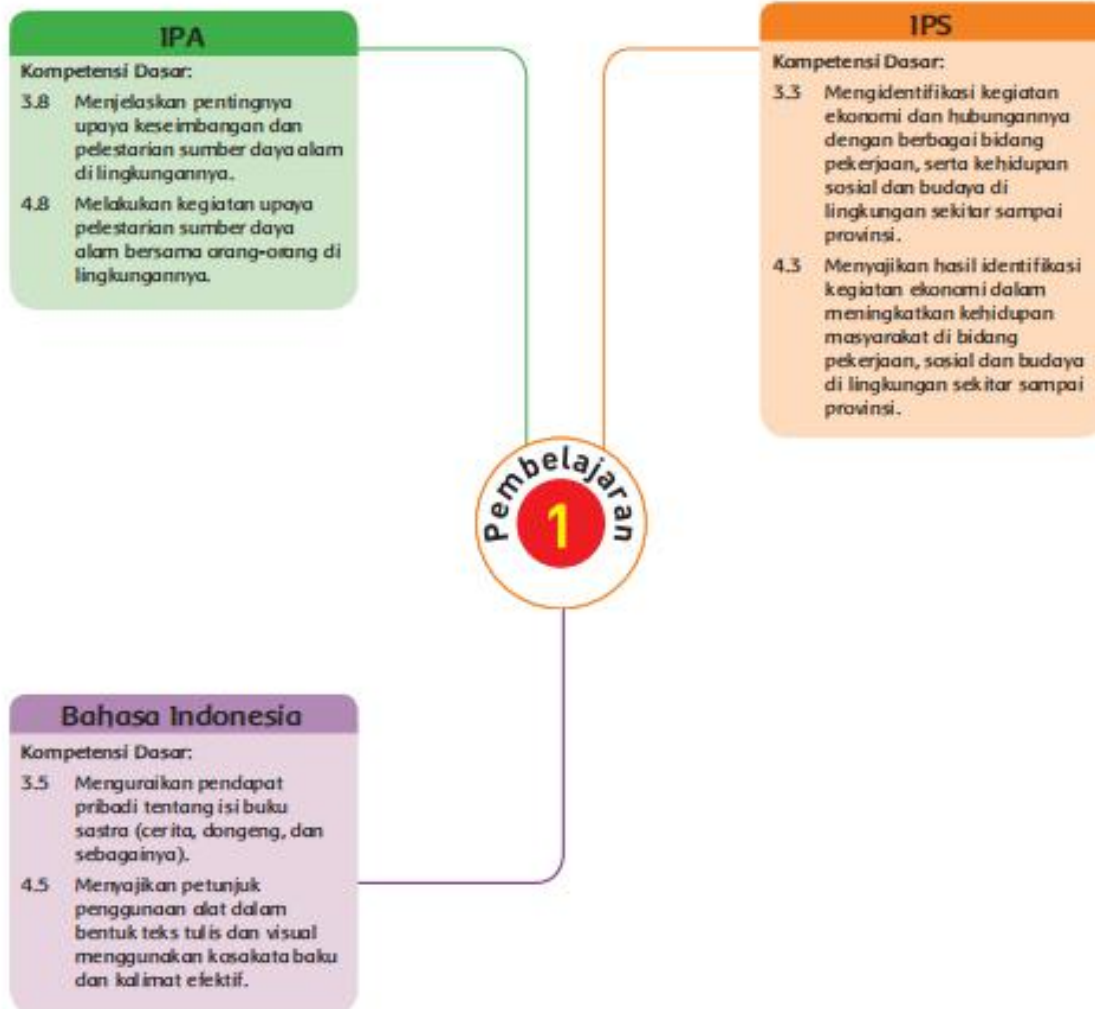 IPA
Kompetensi Dasar:
3.8 Menjelaskan pentingnya
upaya keseimbangan dan
pelestarian sumber daya alam
di lingkungannya.
4.8 Melakukan kegiatan upaya
pelestarian sumber daya
alam bersama orang-orang di
lingkungannya.
IPS
Kompetensi Dasar:
3.3 Mengidentifikasi kegiatan
ekonomi dan hubungannya
dengan berbagai bidang
pekerjaan, serta kehidupan
sosial dan budaya di
lingkungan sekitar sampai
provinsi.
4.3 Menyajikan hasil identifikasi
kegiatan ekonomi dalam
meningkatkan kehidupan
masyarakat di bidang
pekerjaan, sosial dan budaya
di lingkungan sekitar sampai
provinsi.
Pembelajaran
1
Bahasa Indonesia
Kompetensi Dasar:
3.5 Menguraikan pendapat
pribadi tentang isi buku
sastra (cerita, dongeng, dan
sebagainya).
4.5 Menyajikan petunjuk
penggunaan alat dalam
bentuk teks tulis dan visual
menggunakan kosakata baku
dan kalimat efektif.